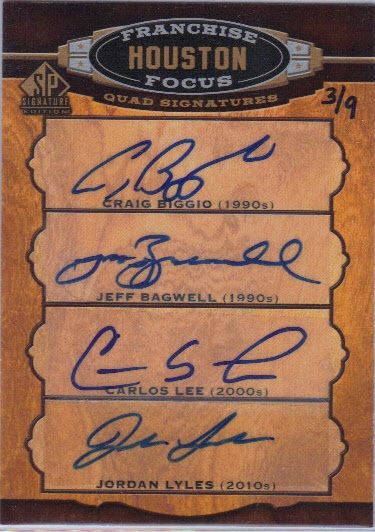 FRANCHISE
HOUSTON
FOCUS
QUAD SIGNATURES
SP
SIGNATURE
EDITION
3/9
CRAIG BIGGIO (1990s)
JEFF BAGWELL (1990s)
CARLOS LEE (2000s)
JORDAN LYLES (2010s)